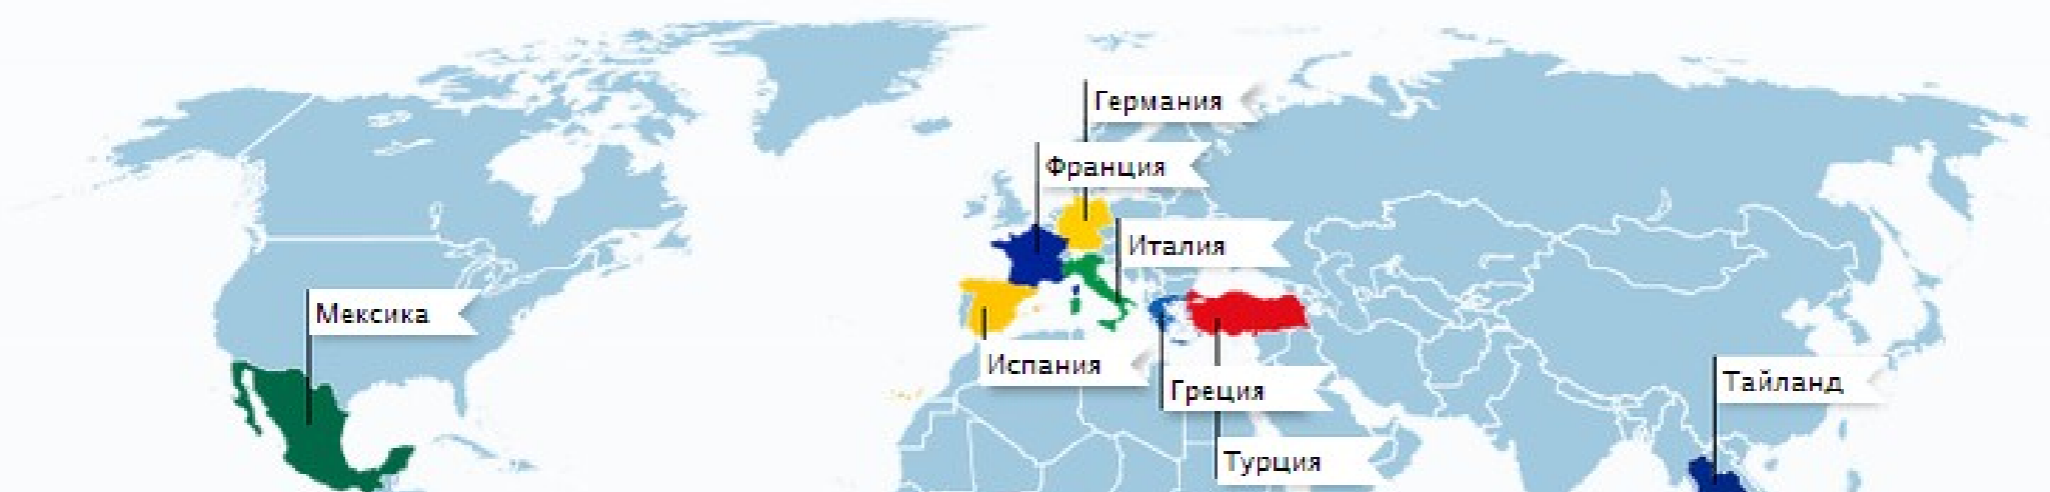 Германия
Франция
Италия
Мексика
Испания
Греция
Тайланд
Турция